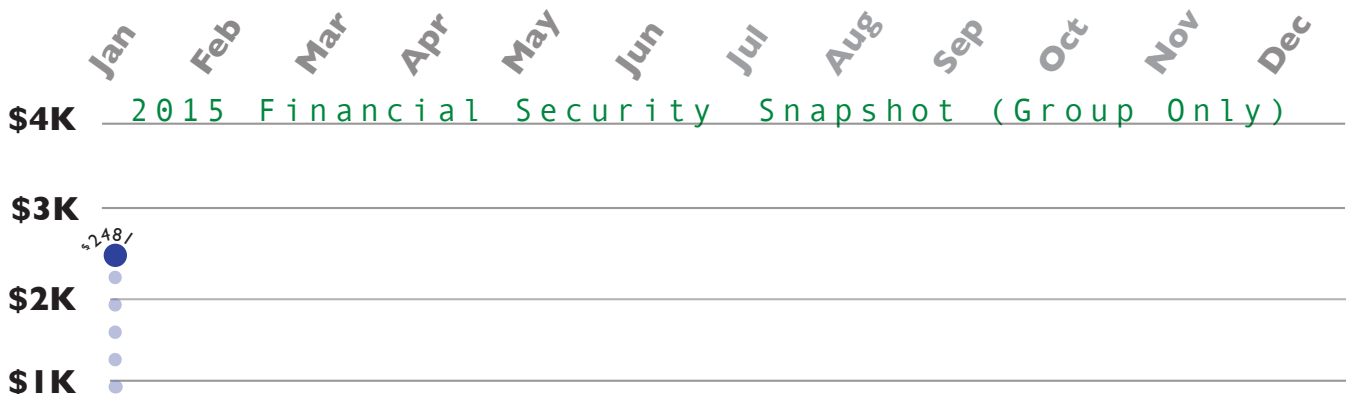 Jan Feb Mar Apr May Jun Jul Aug Sep Oct Nov Dec
$4K 2015 Financial Security Snapshot (Group Only)
$3K
$2481
$2K
$1K